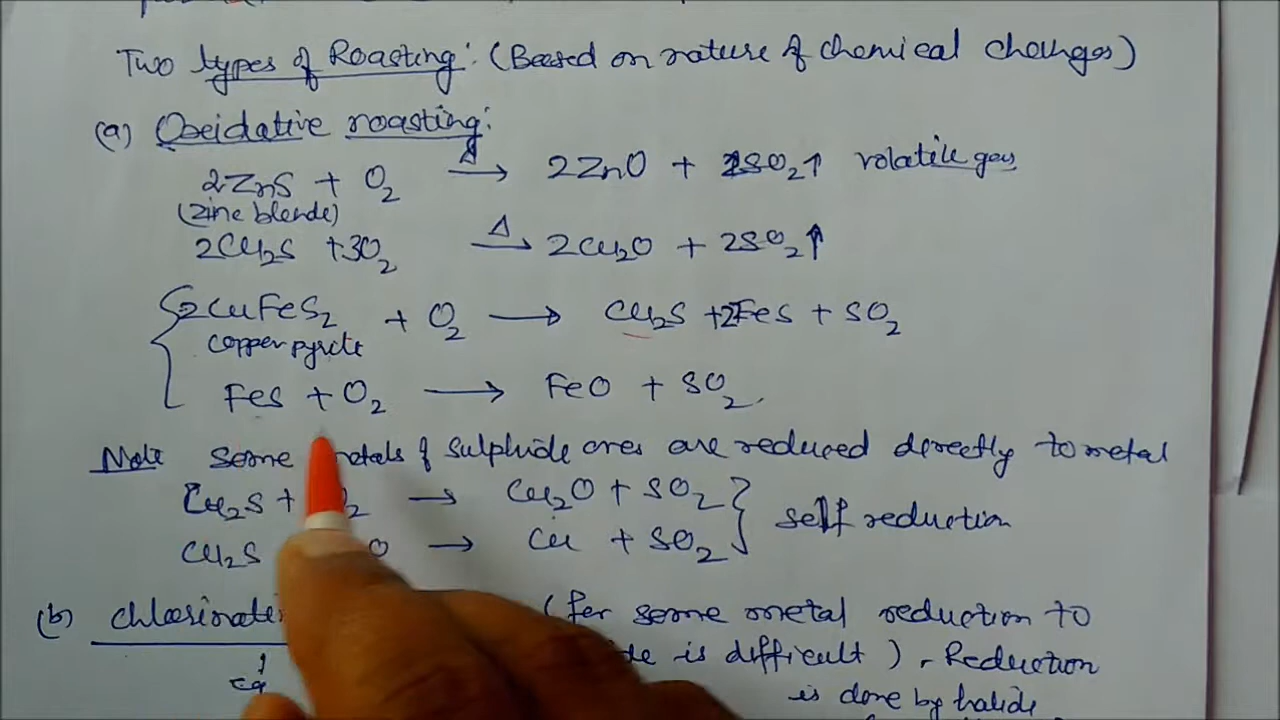 Two types of Roasting: (Based on nature of chemical changes)
(a) Oxidative roasting:
2ZnS + O2 Δ→ 2ZnO + 2SO2↑ volatile gas
(zinc blende)
2Cu2S + 3O2 Δ→ 2Cu2O + 2SO2↑
2CuFeS2 + O2 → Cu2S + 2FeS + SO2
copper pyrite
FeS + O2 → FeO + SO2
Note Some metals of sulphide ores are reduced directly to metal
Cu2S + O2 → Cu2O + SO2 } self reduction
Cu2S O → Cu + SO2
(b) (for some metal reduction to
is difficult), Reduction
is done by halide